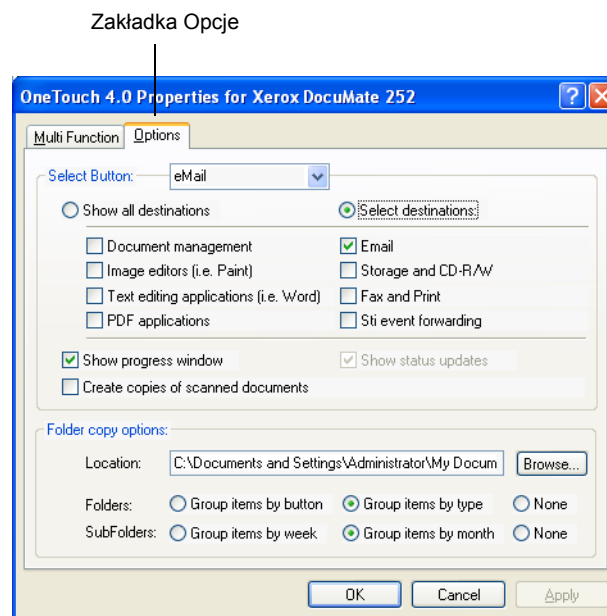 Zakładka Opcje
OneTouch 4.0 Properties for Xerox DocuMate 252
Multi Function Options
Select Button: eMail
Show all destinations Select destinations:
Document management Email
Image editors (i.e. Paint) Storage and CD-R/W
Text editing applications (i.e. Word) Fax and Print
PDF applications Sti event forwarding
Show progress window Show status updates
Create copies of scanned documents
Folder copy options:
Location: C:\Documents and Settings\Administrator\My Docum Browse...
Folders: Group items by button Group items by type None
SubFolders: Group items by week Group items by month None
OK Cancel Apply